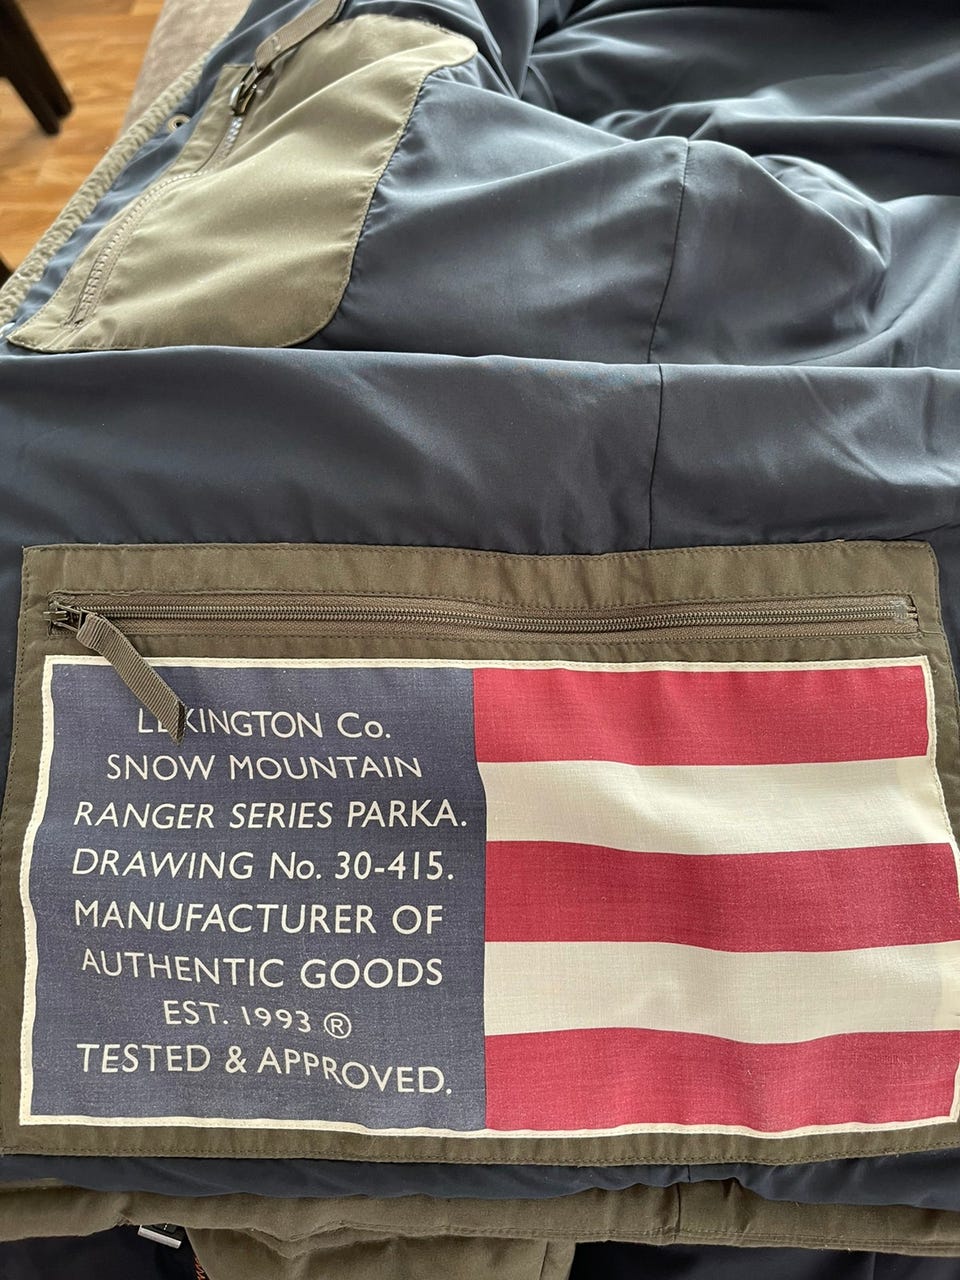 LEXINGTON Co.
SNOW MOUNTAIN
RANGER SERIES PARKA.
DRAWING No. 30-415.
MANUFACTURER OF
AUTHENTIC GOODS
EST. 1993 ®
TESTED & APPROVED.